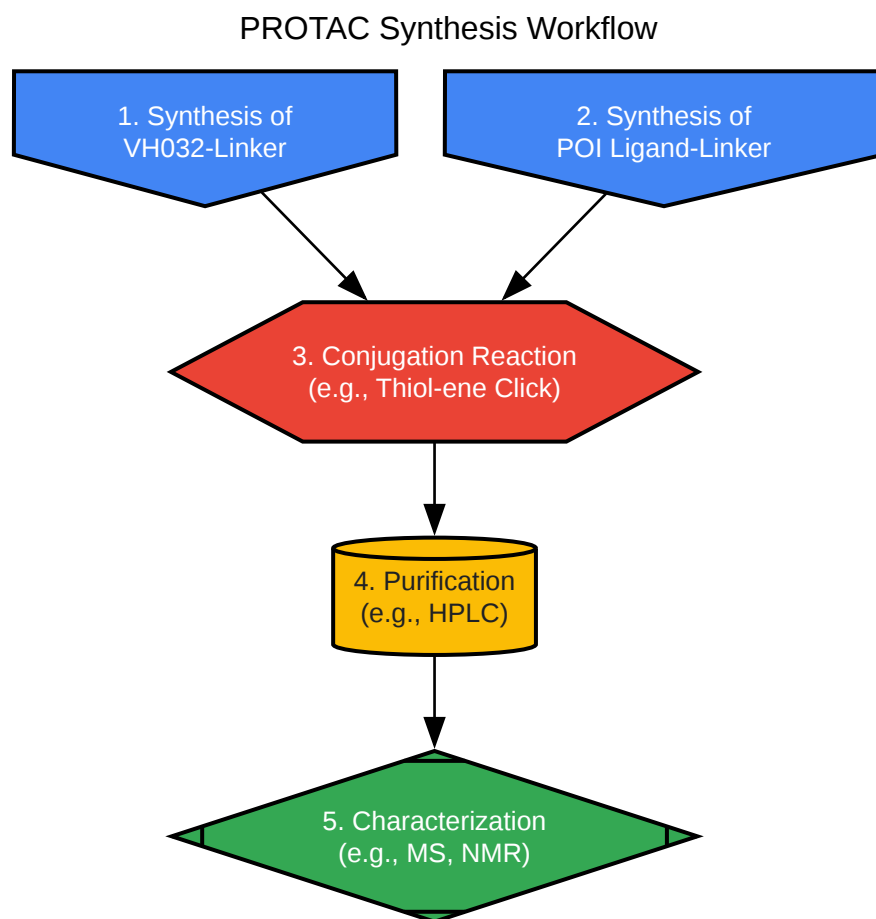 PROTAC Synthesis Workflow
1. Synthesis of
VH032-Linker
2. Synthesis of
POI Ligand-Linker
3. Conjugation Reaction
(e.g., Thiol-ene Click)
4. Purification
(e.g., HPLC)
5. Characterization
(e.g., MS, NMR)